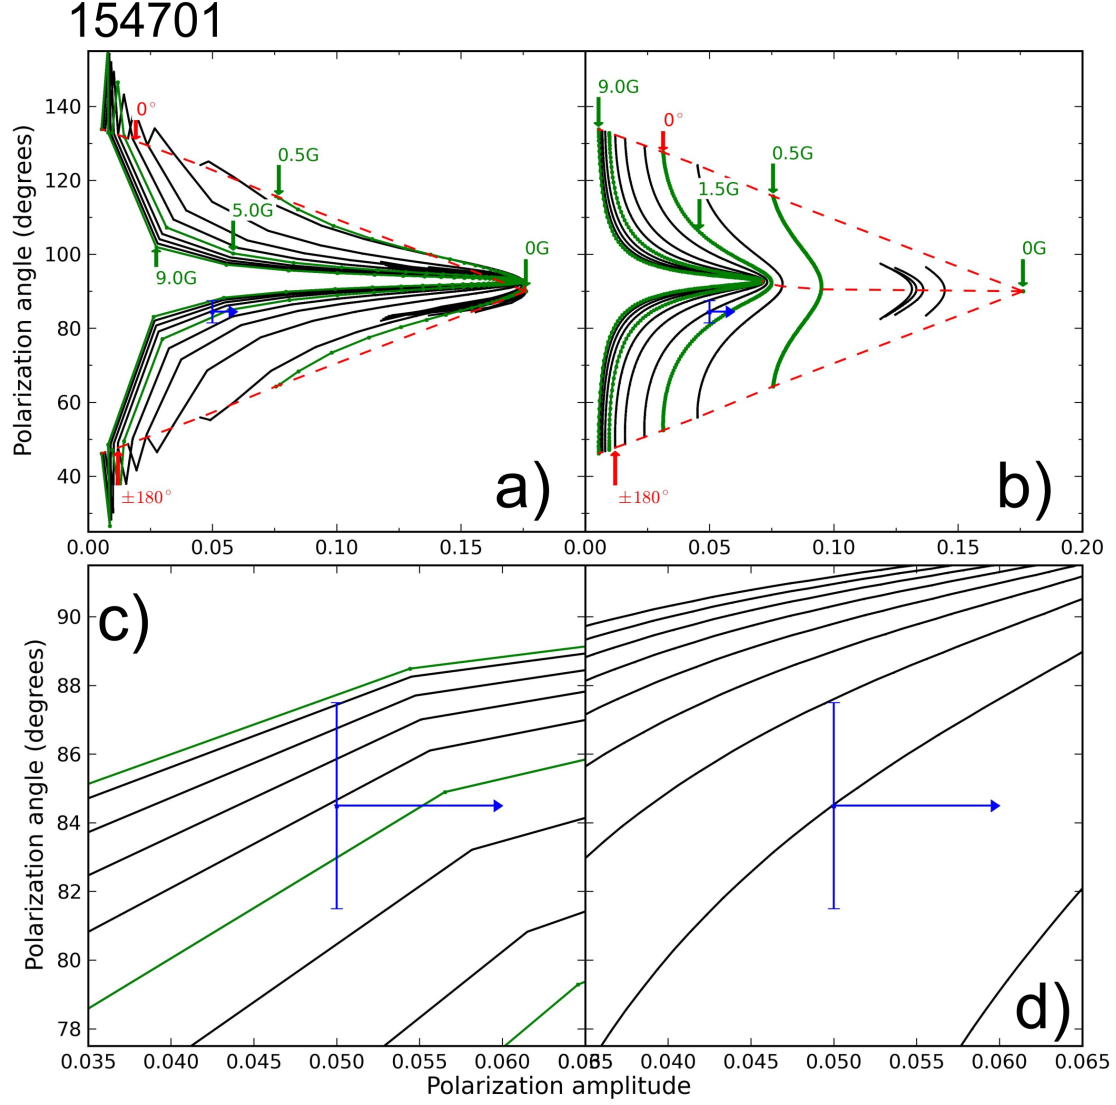 154701
Polarization angle (degrees)
140
120
100
80
60
40
0°
0.5G
5.0G
9.0G
0G
±180°
a)
0.00 0.05 0.10 0.15
9.0G
0°
0.5G
1.5G
0G
±180°
b)
0.00 0.05 0.10 0.15 0.20
Polarization angle (degrees)
90
88
86
84
82
80
78
c)
0.035 0.040 0.045 0.050 0.055 0.060
d)
0.040 0.045 0.050 0.055 0.060 0.065
Polarization amplitude